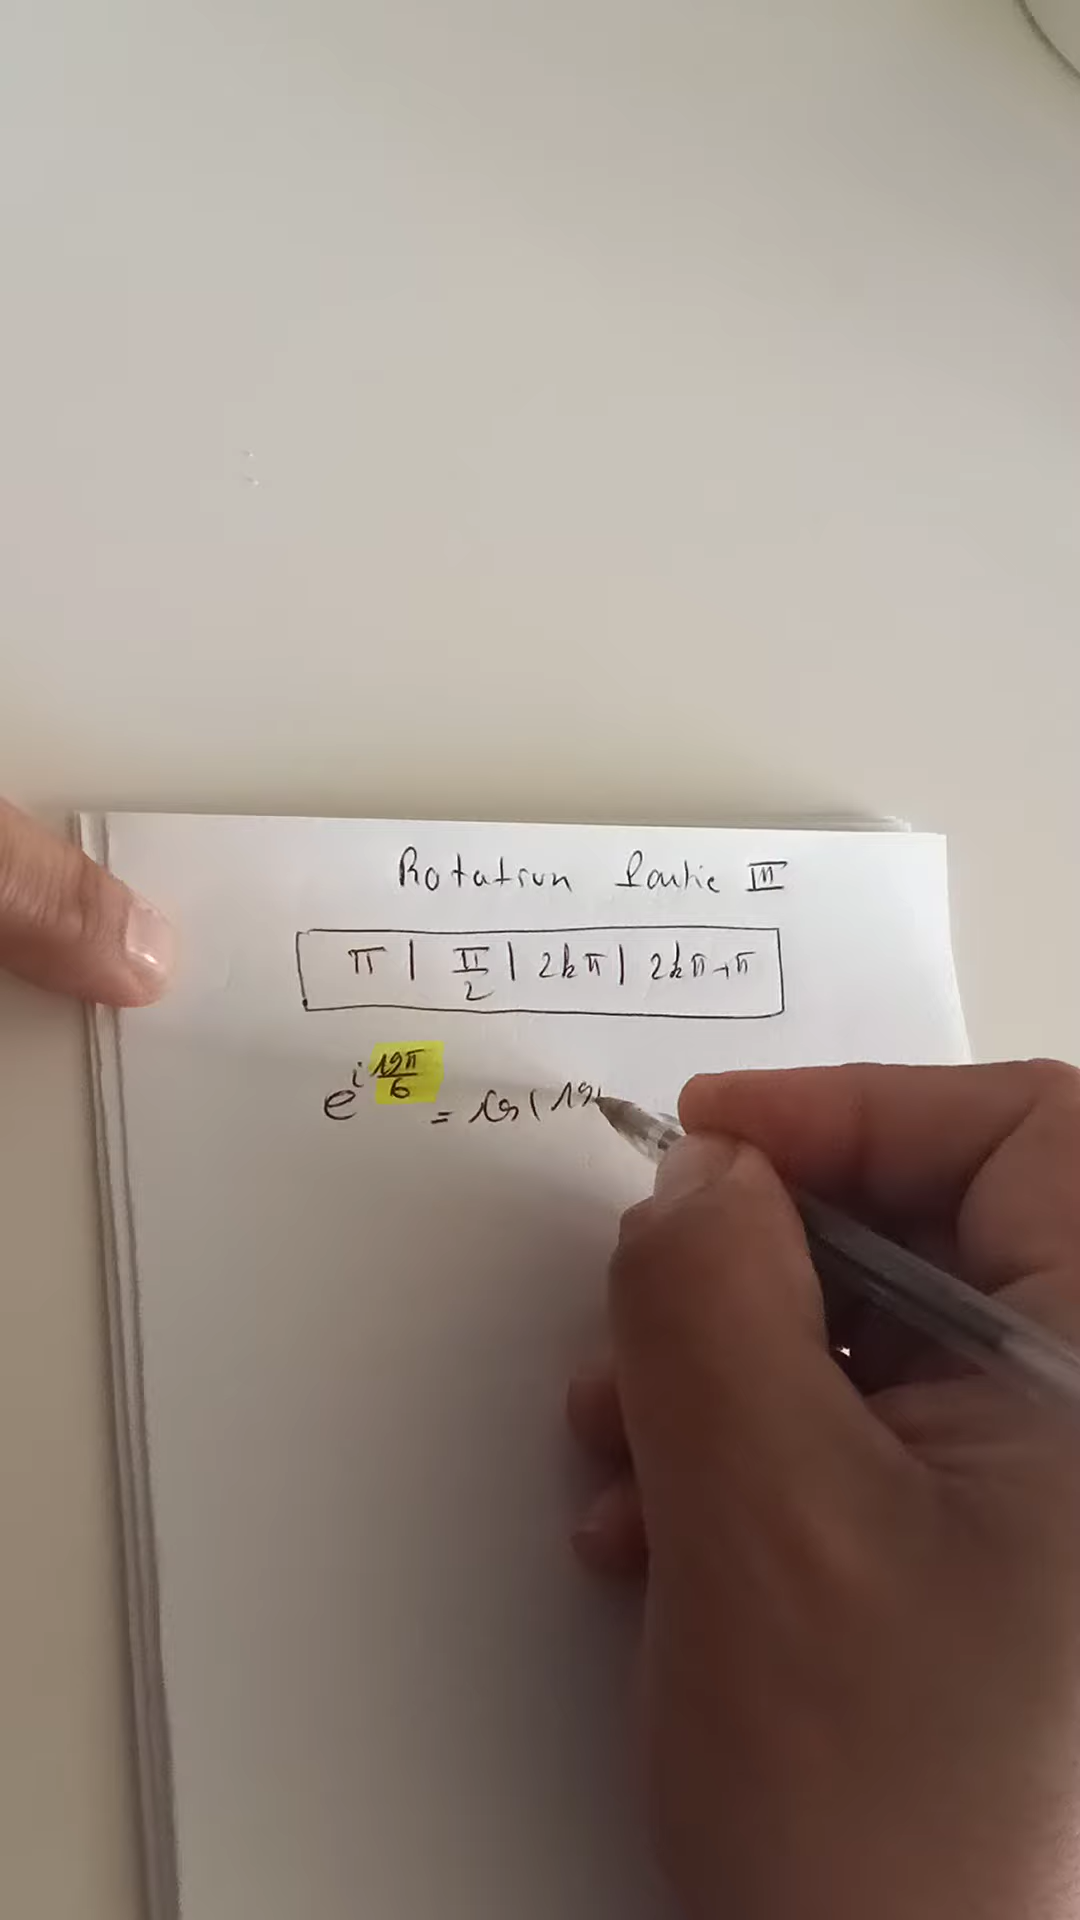 Rotation Partie III
π | π/2 | 2kπ | 2kπ+π
e^{i 19π/6} = cos(19